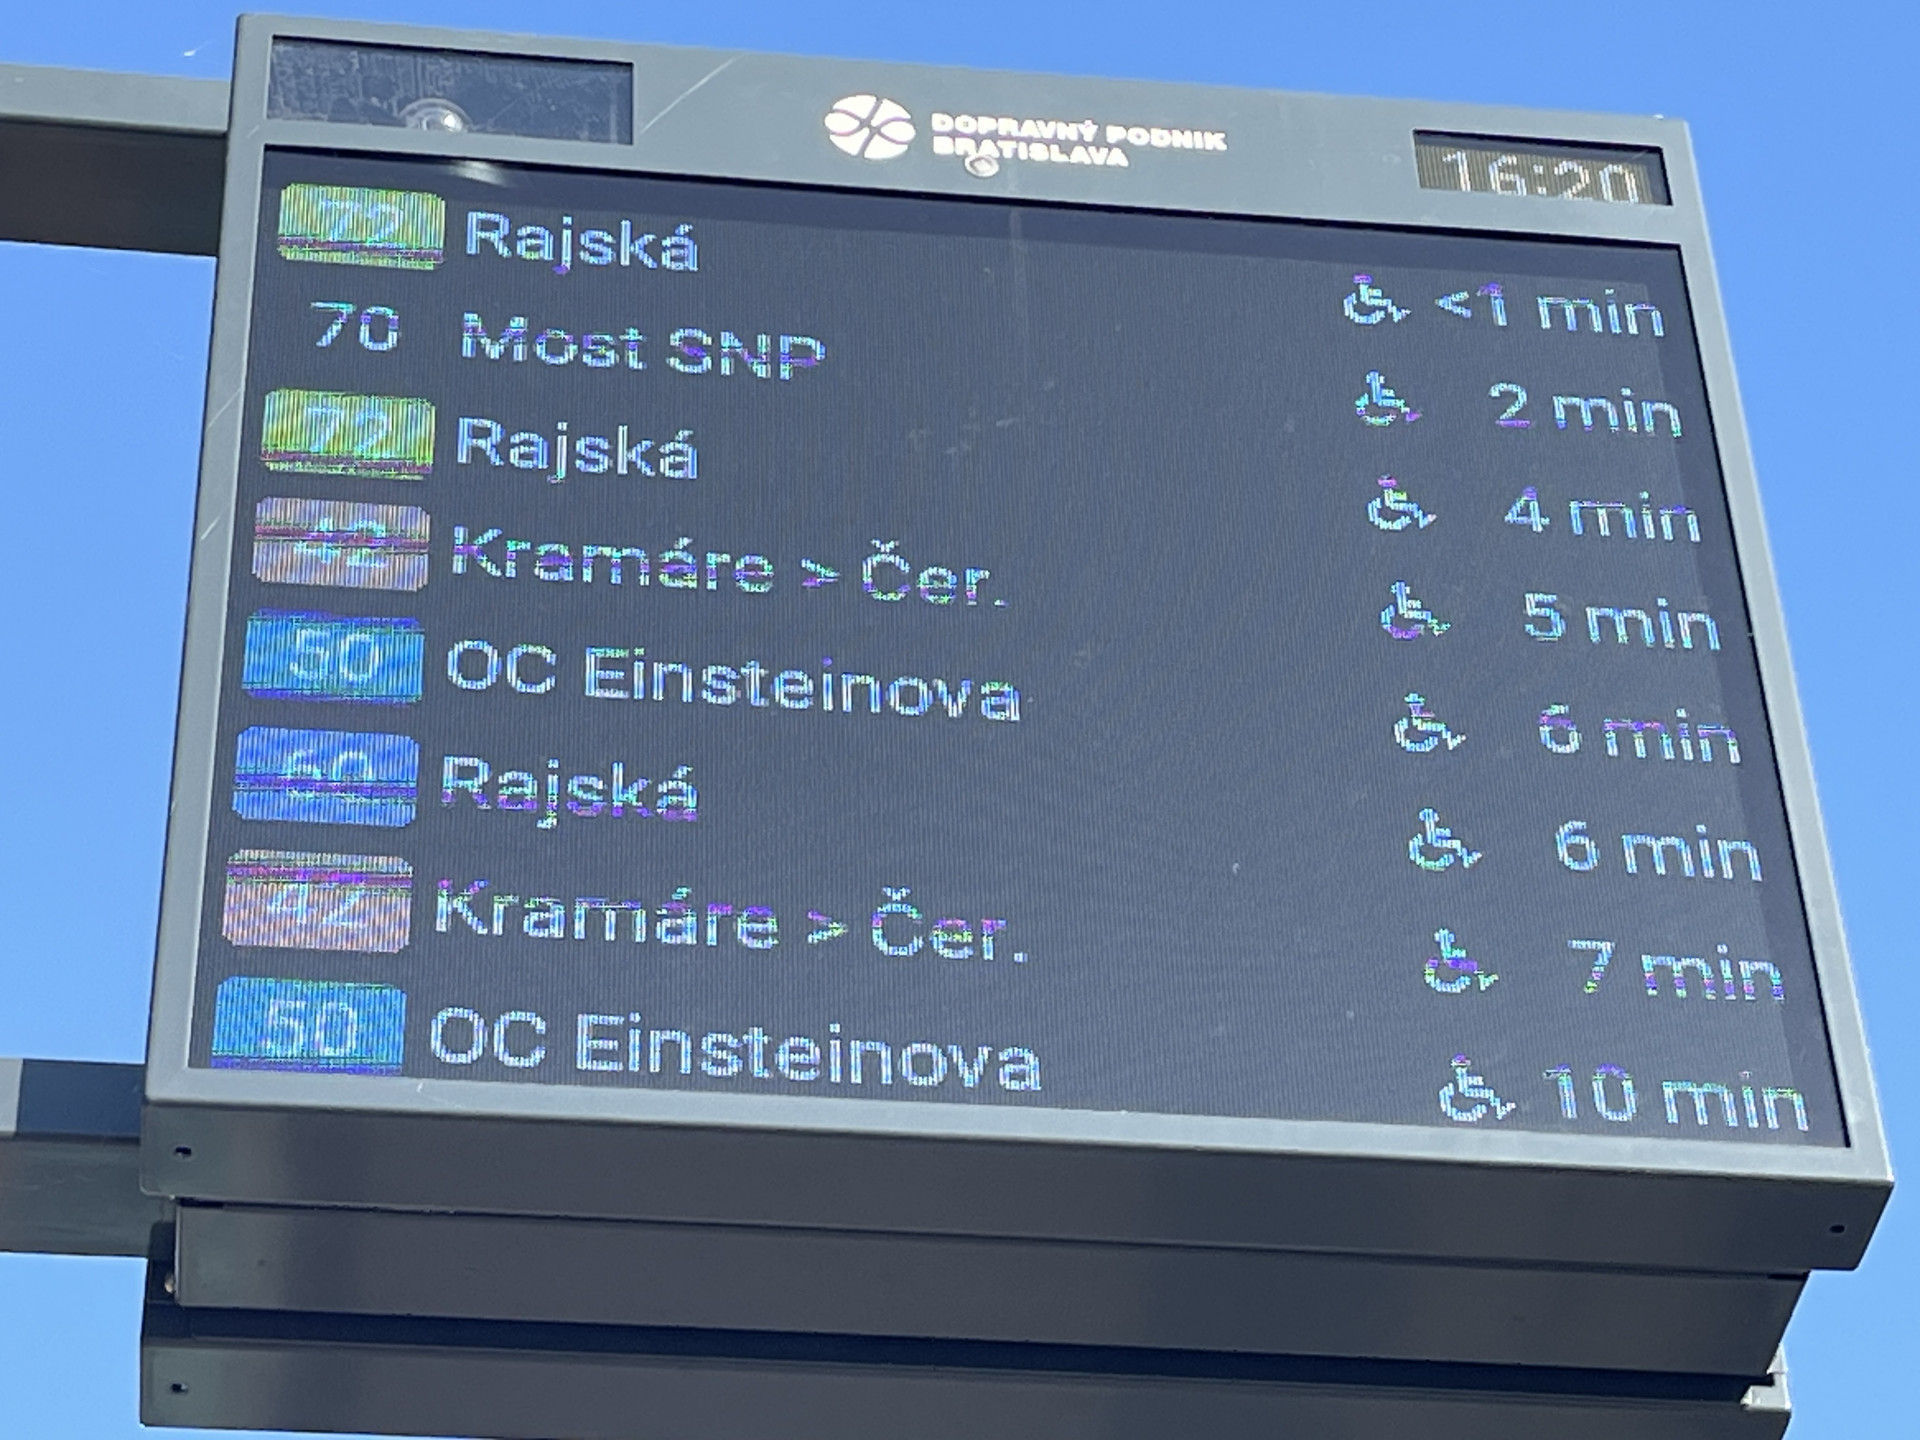 DOPRAVNÝ PODNIK
BRATISLAVA
16:20
72 Rajská <1 min
70 Most SNP 2 min
72 Rajská 4 min
42 Kramáre > Čer. 5 min
50 OC Einsteinova 6 min
60 Rajská 6 min
42 Kramáre > Čer. 7 min
50 OC Einsteinova 10 min